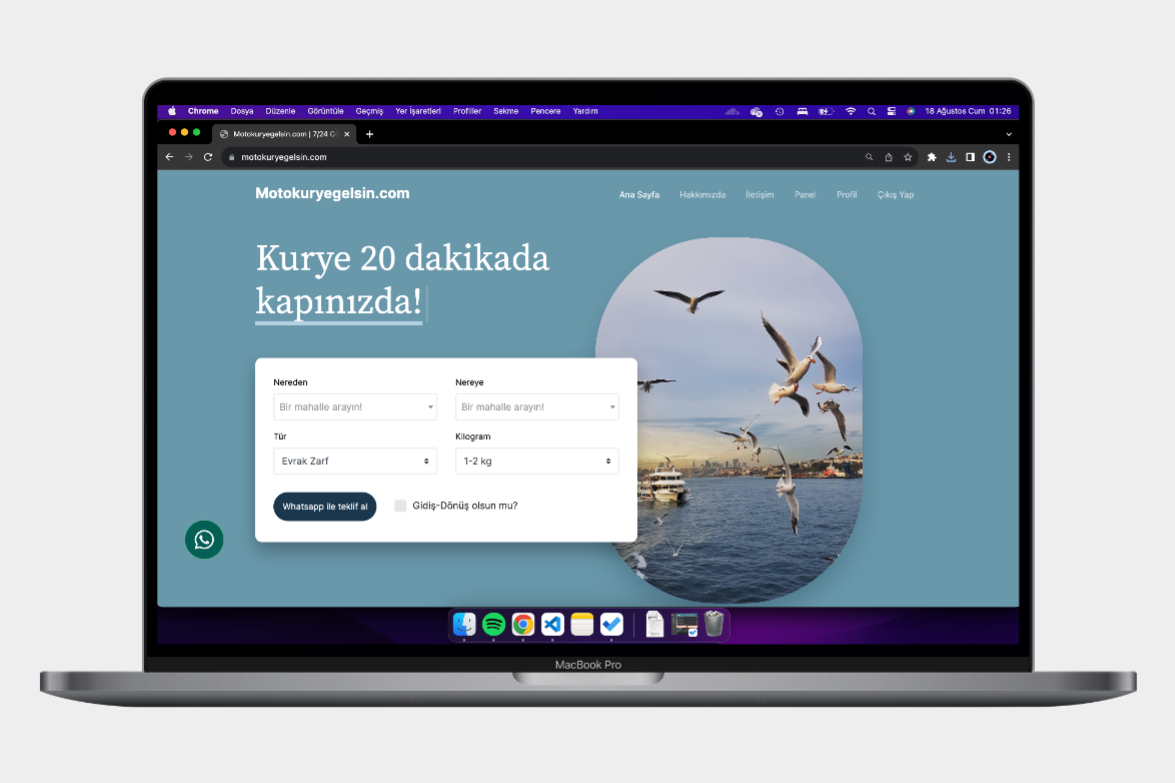 Chrome Dosya Düzenle Görüntüle Geçmiş Yer İşaretleri Profiller Sekme Pencere Yardım 18 Ağustos Cum 01:26
Motokuryegelsin.com | 7/24 G
motokuryegelsin.com
Motokuryegelsin.com
Ana Sayfa Hakkımızda İletişim Panel Profil Çıkış Yap
Kurye 20 dakikada
kapınızda!
Nereden Nereye
Bir mahalle arayın! Bir mahalle arayın!
Tür Kilogram
Evrak Zarf 1-2 kg
Whatsapp ile teklif al Gidiş-Dönüş olsun mu?
MacBook Pro